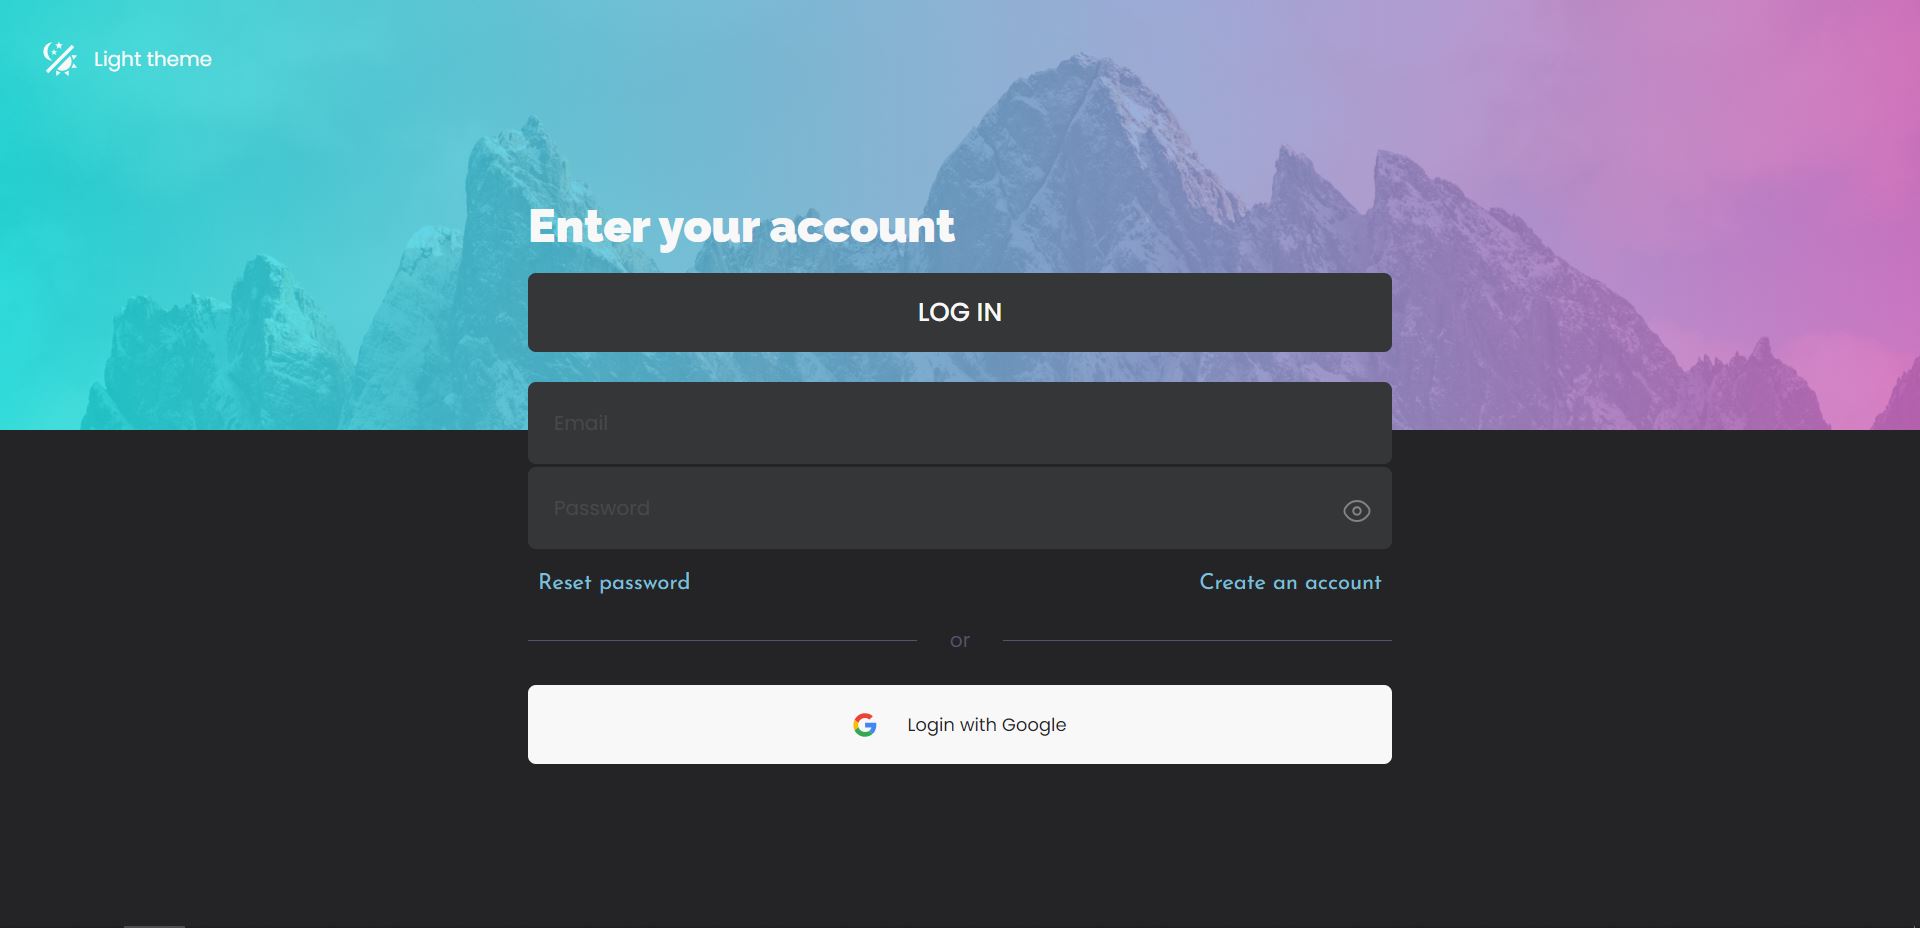 Light theme
Enter your account
LOG IN
Email
Password
Reset password
Create an account
or
Login with Google